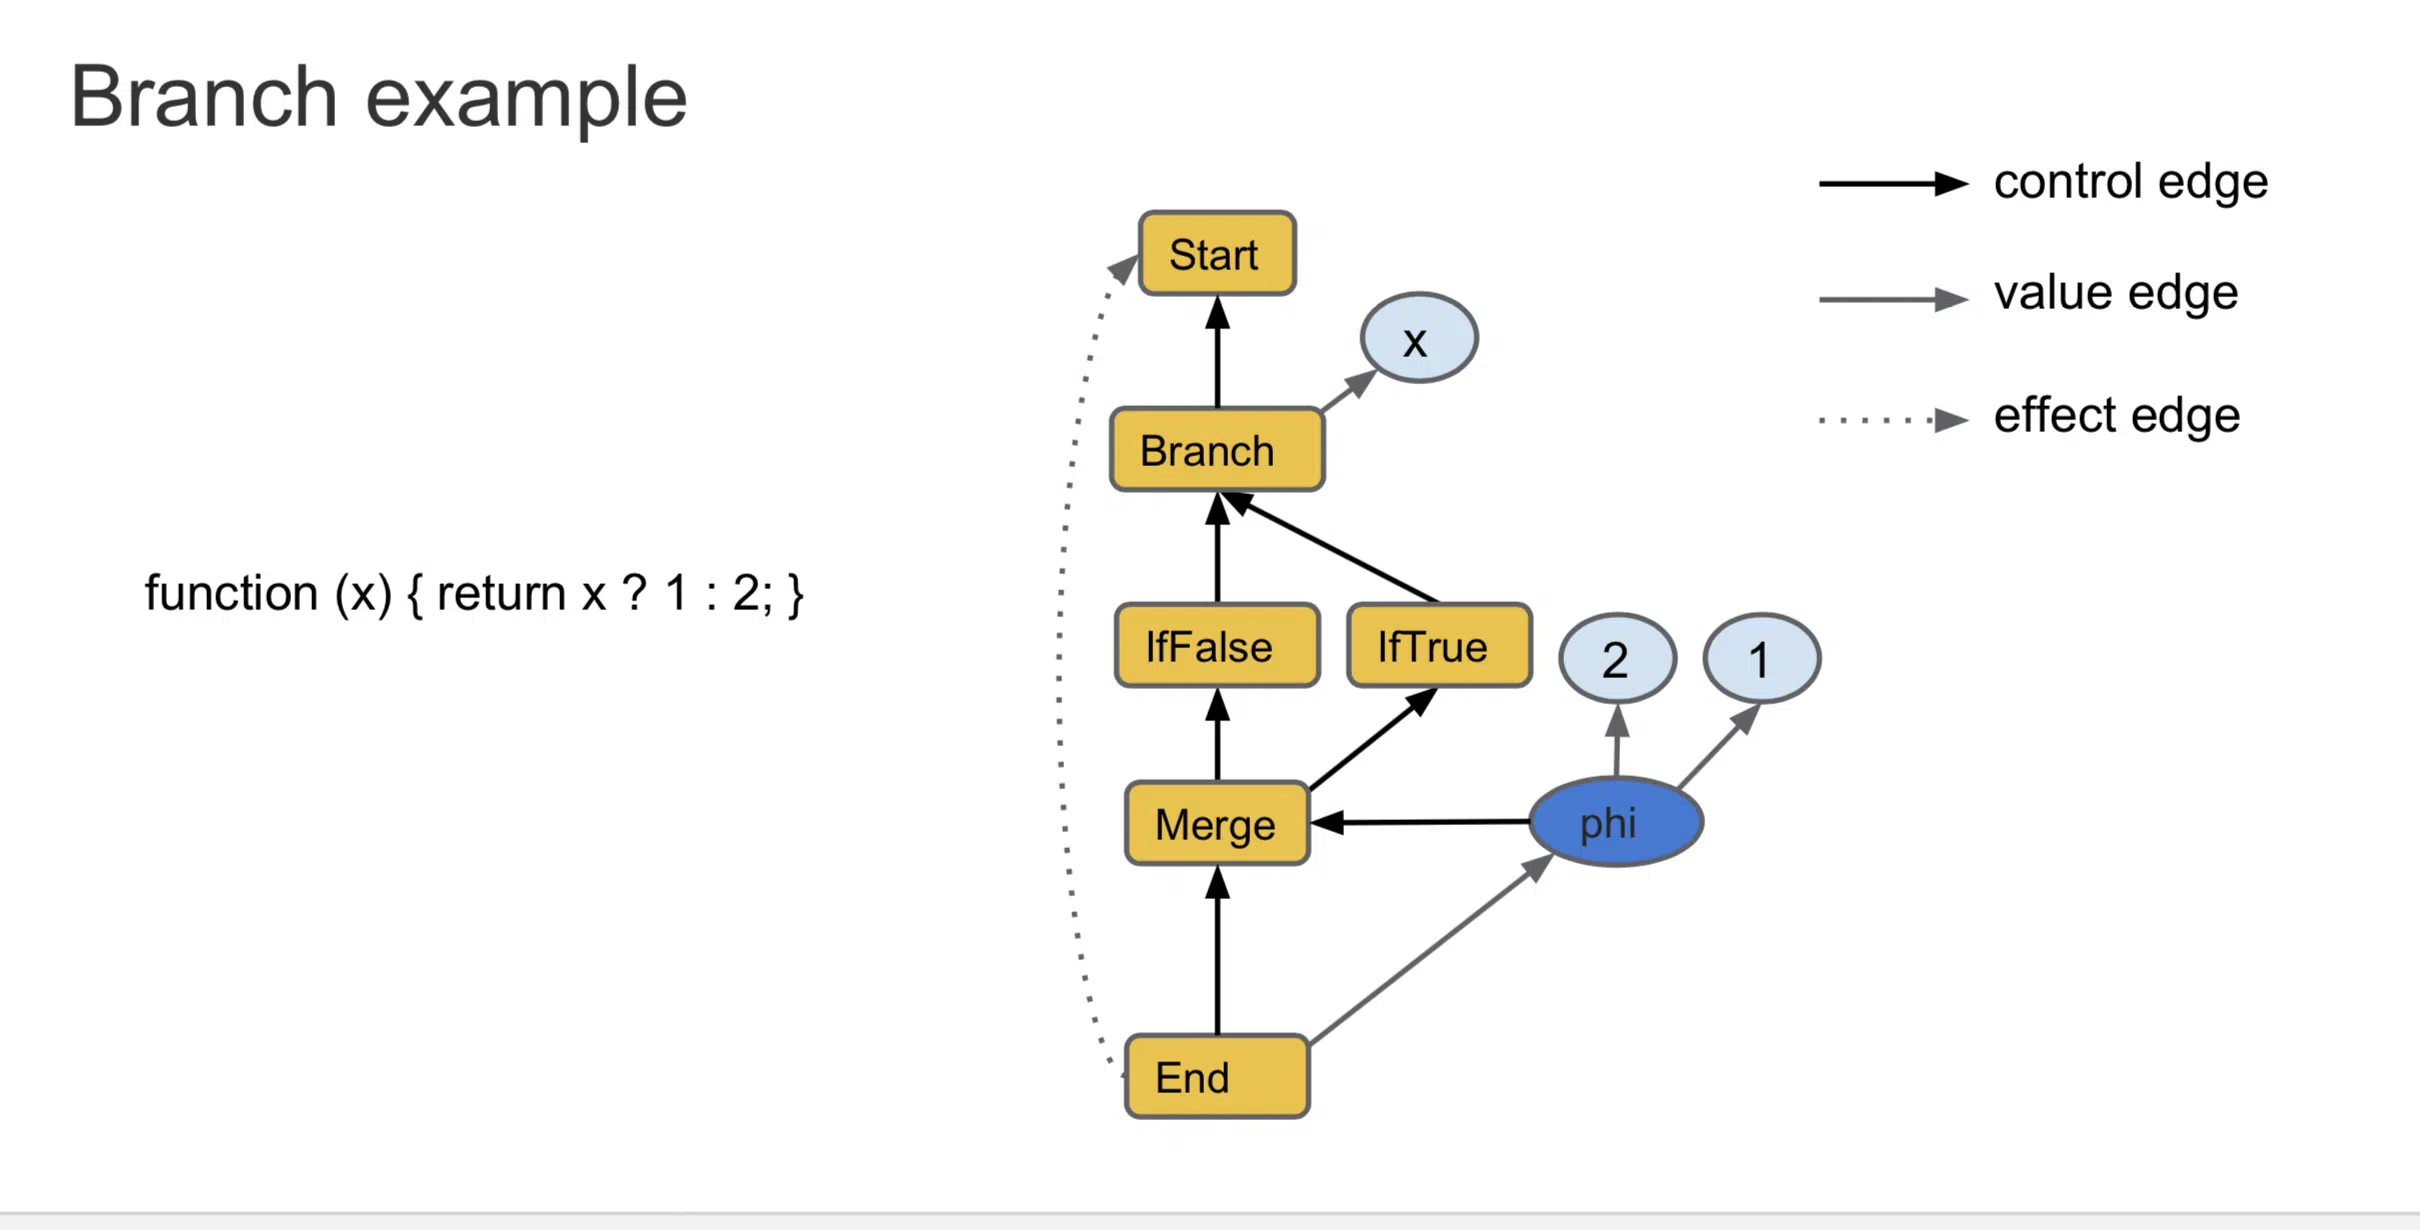 Branch example
control edge
Start
value edge
x
effect edge
Branch
function (x) { return x ? 1 : 2; }
IfFalse
IfTrue
2
1
Merge
phi
End